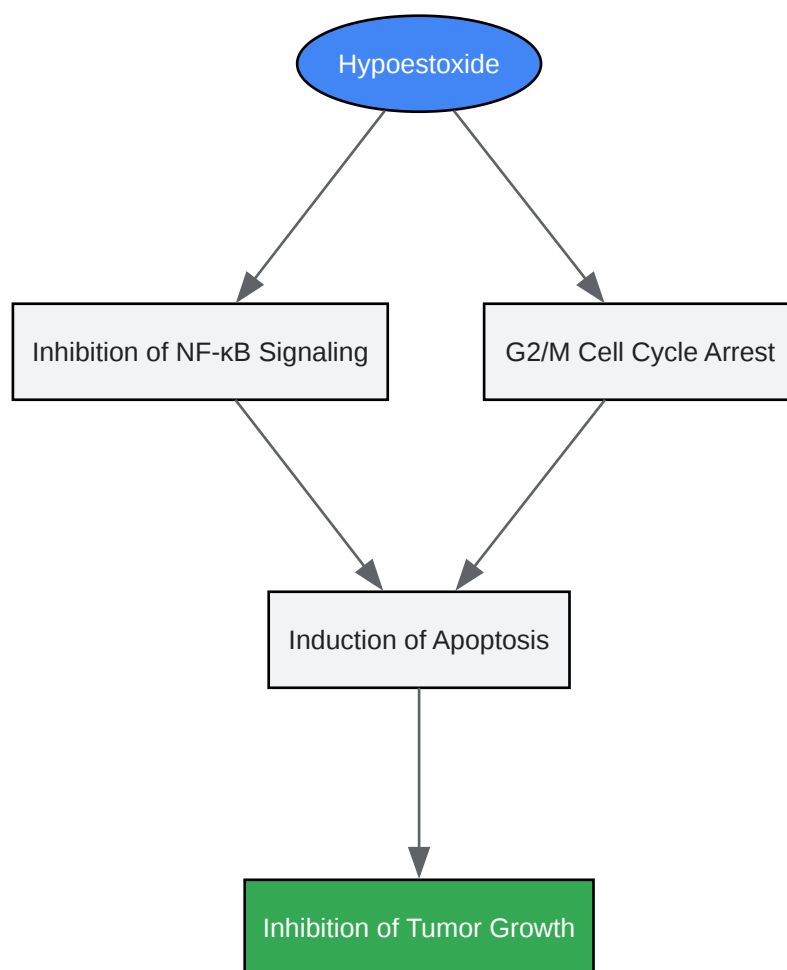 Hypoestoxide
Inhibition of NF-κB Signaling
G2/M Cell Cycle Arrest
Induction of Apoptosis
Inhibition of Tumor Growth